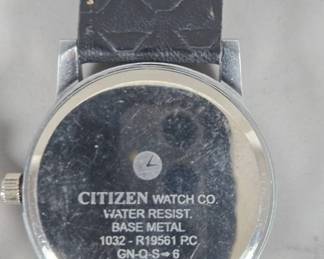 CITIZEN WATCH CO.
WATER RESIST.
BASE METAL
1032 - R19561 P.C
GN-Q-S→6